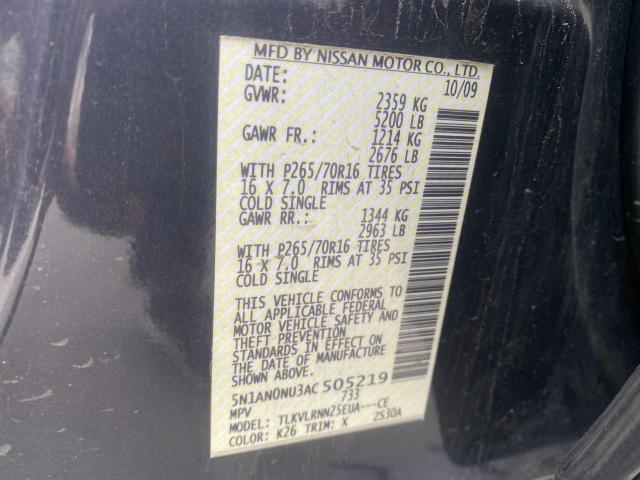 MFD BY NISSAN MOTOR CO., LTD.
DATE: 10/09
GVWR: 2359 KG
5200 LB
GAWR FR.: 1214 KG
2676 LB
WITH P265/70R16 TIRES
16 X 7.0 RIMS AT 35 PSI
COLD SINGLE
GAWR RR.: 1344 KG
2963 LB
WITH P265/70R16 TIRES
16 X 7.0 RIMS AT 35 PSI
COLD SINGLE
THIS VEHICLE CONFORMS TO
ALL APPLICABLE FEDERAL
MOTOR VEHICLE SAFETY AND
THEFT PREVENTION
STANDARDS IN EFFECT ON
THE DATE OF MANUFACTURE
SHOWN ABOVE.
5N1AN0NU3AC 505219
MPV 733
MODEL: TLKVLRNN25EUA---CE
COLOR: K26 TRIM: X ZS30A